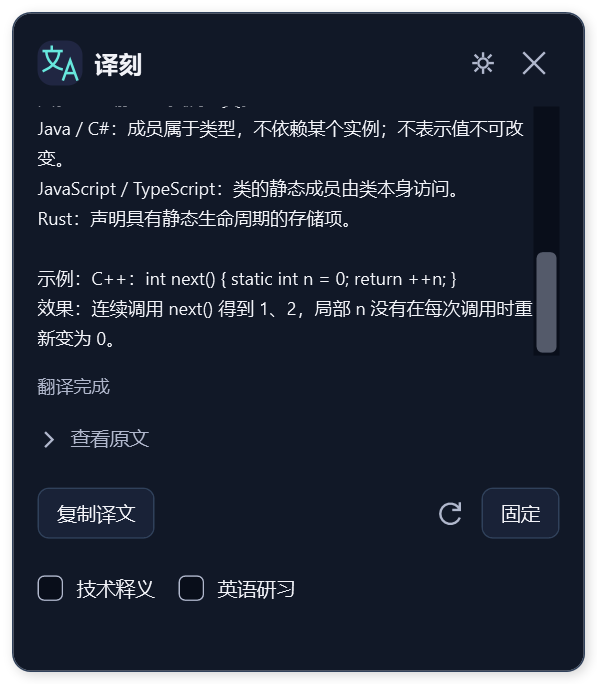 译刻
Java / C#：成员属于类型，不依赖某个实例；不表示值不可改
变。
JavaScript / TypeScript：类的静态成员由类本身访问。
Rust：声明具有静态生命周期的存储项。
示例：C++：int next() { static int n = 0; return ++n; }
效果：连续调用 next() 得到 1、2，局部 n 没有在每次调用时重
新变为 0。
翻译完成
查看原文
复制译文
固定
技术释义
英语研习